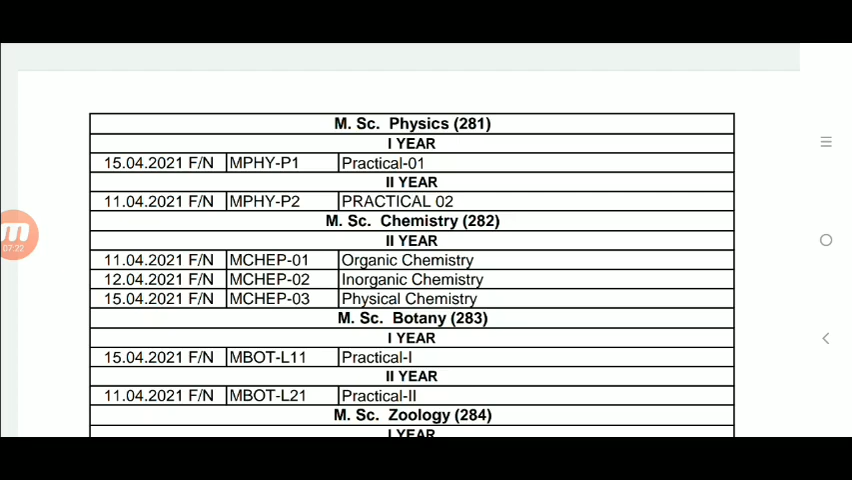 M. Sc. Physics (281)
I YEAR
15.04.2021 F/N MPHY-P1 Practical-01
II YEAR
11.04.2021 F/N MPHY-P2 PRACTICAL 02
M. Sc. Chemistry (282)
II YEAR
11.04.2021 F/N MCHEP-01 Organic Chemistry
12.04.2021 F/N MCHEP-02 Inorganic Chemistry
15.04.2021 F/N MCHEP-03 Physical Chemistry
07:22
M. Sc. Botany (283)
I YEAR
15.04.2021 F/N MBOT-L11 Practical-I
II YEAR
11.04.2021 F/N MBOT-L21 Practical-II
M. Sc. Zoology (284)
I YEAR